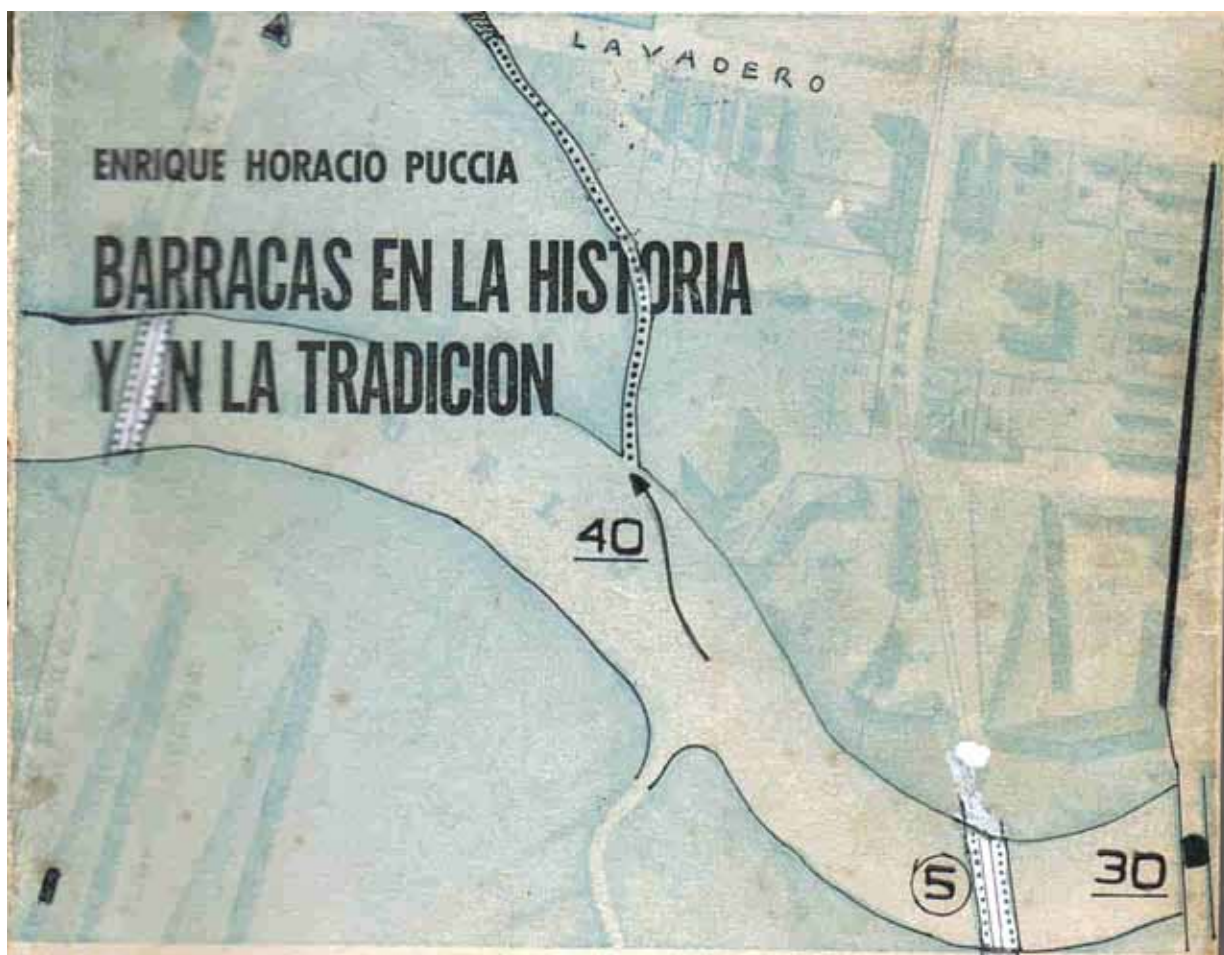 LAVADERO
ENRIQUE HORACIO PUCCIA
BARRACAS EN LA HISTORIA
Y EN LA TRADICION
40
5
30